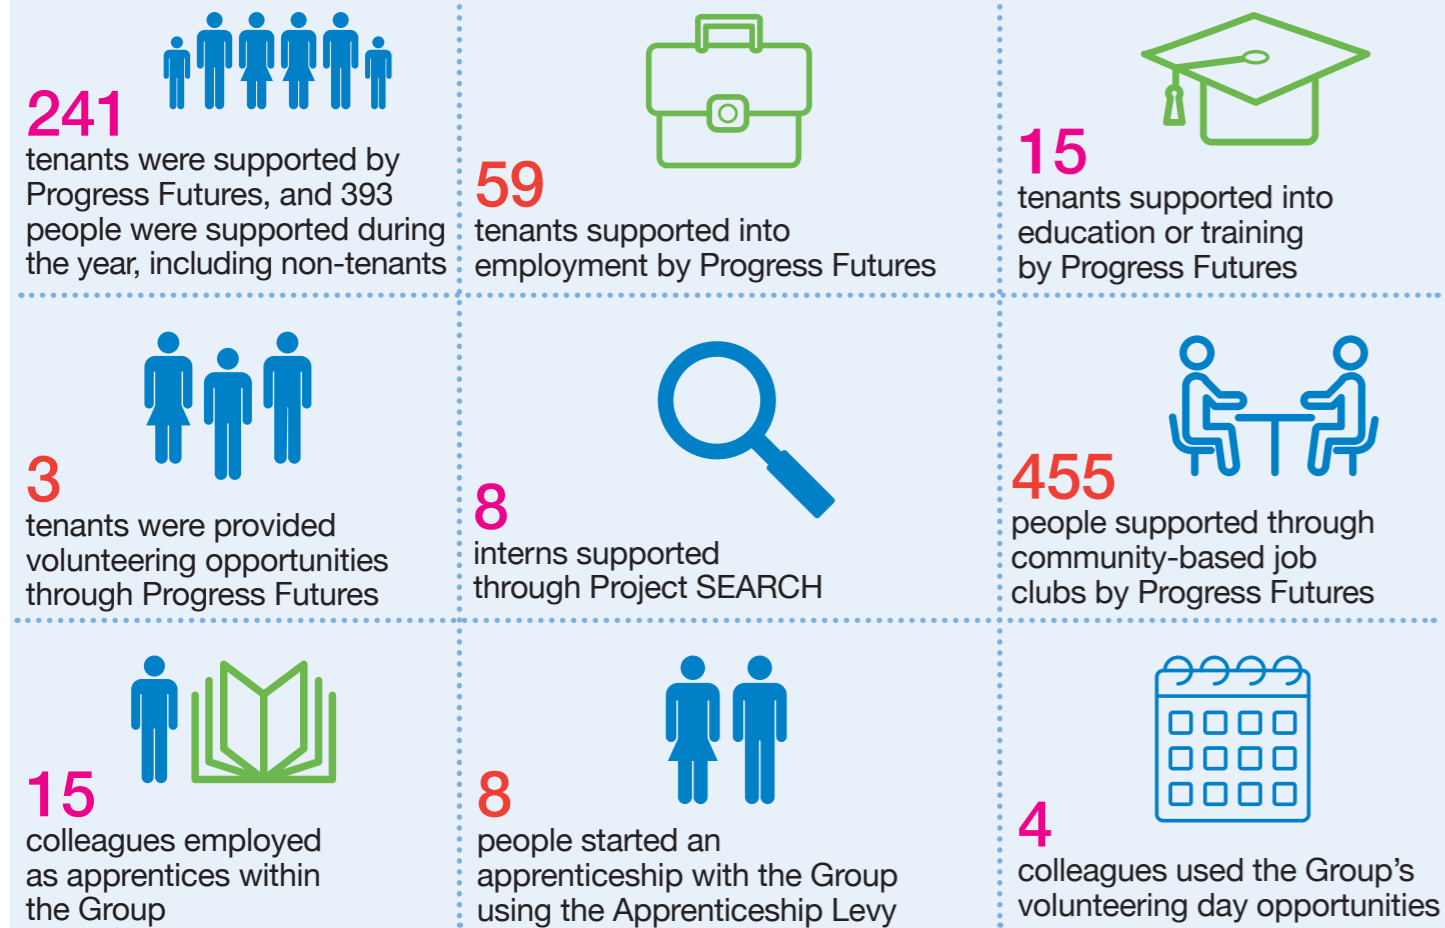 241
tenants were supported by
Progress Futures, and 393
people were supported during
the year, including non-tenants
59
tenants supported into
employment by Progress Futures
15
tenants supported into
education or training
by Progress Futures
3
tenants were provided
volunteering opportunities
through Progress Futures
8
interns supported
through Project SEARCH
455
people supported through
community-based job
clubs by Progress Futures
15
colleagues employed
as apprentices within
the Group
8
people started an
apprenticeship with the Group
using the Apprenticeship Levy
4
colleagues used the Group’s
volunteering day opportunities